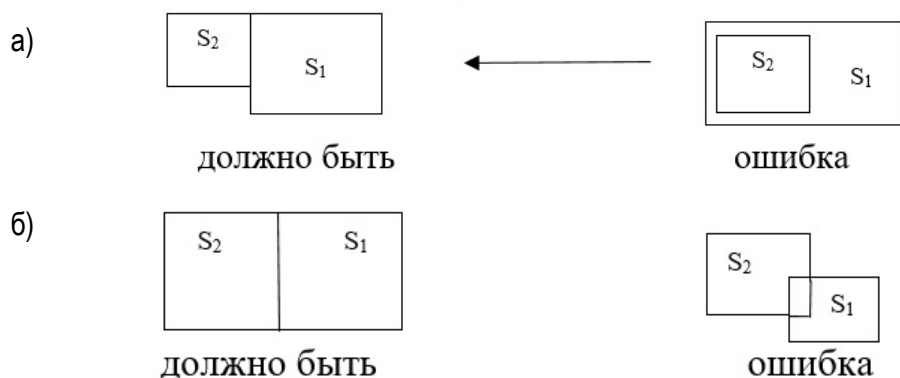 а)
S₂
S₁
S₂
S₁
должно быть
ошибка
б)
S₂
S₁
S₂
S₁
должно быть
ошибка